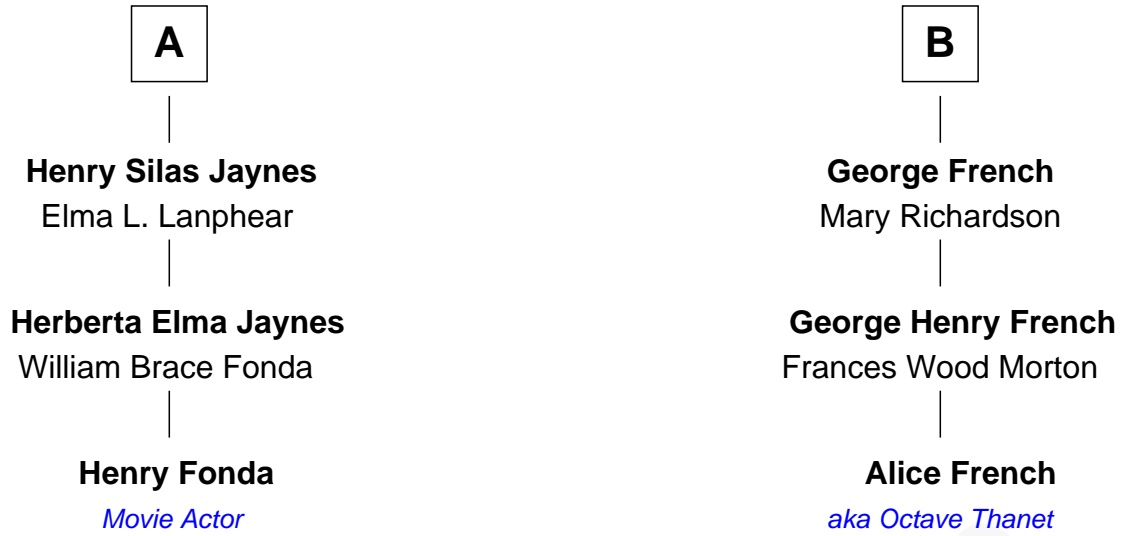 A
Henry Silas Jaynes
Elma L. Lanphear
Herberta Elma Jaynes
William Brace Fonda
Henry Fonda
Movie Actor
B
George French
Mary Richardson
George Henry French
Frances Wood Morton
Alice French
aka Octave Thanet